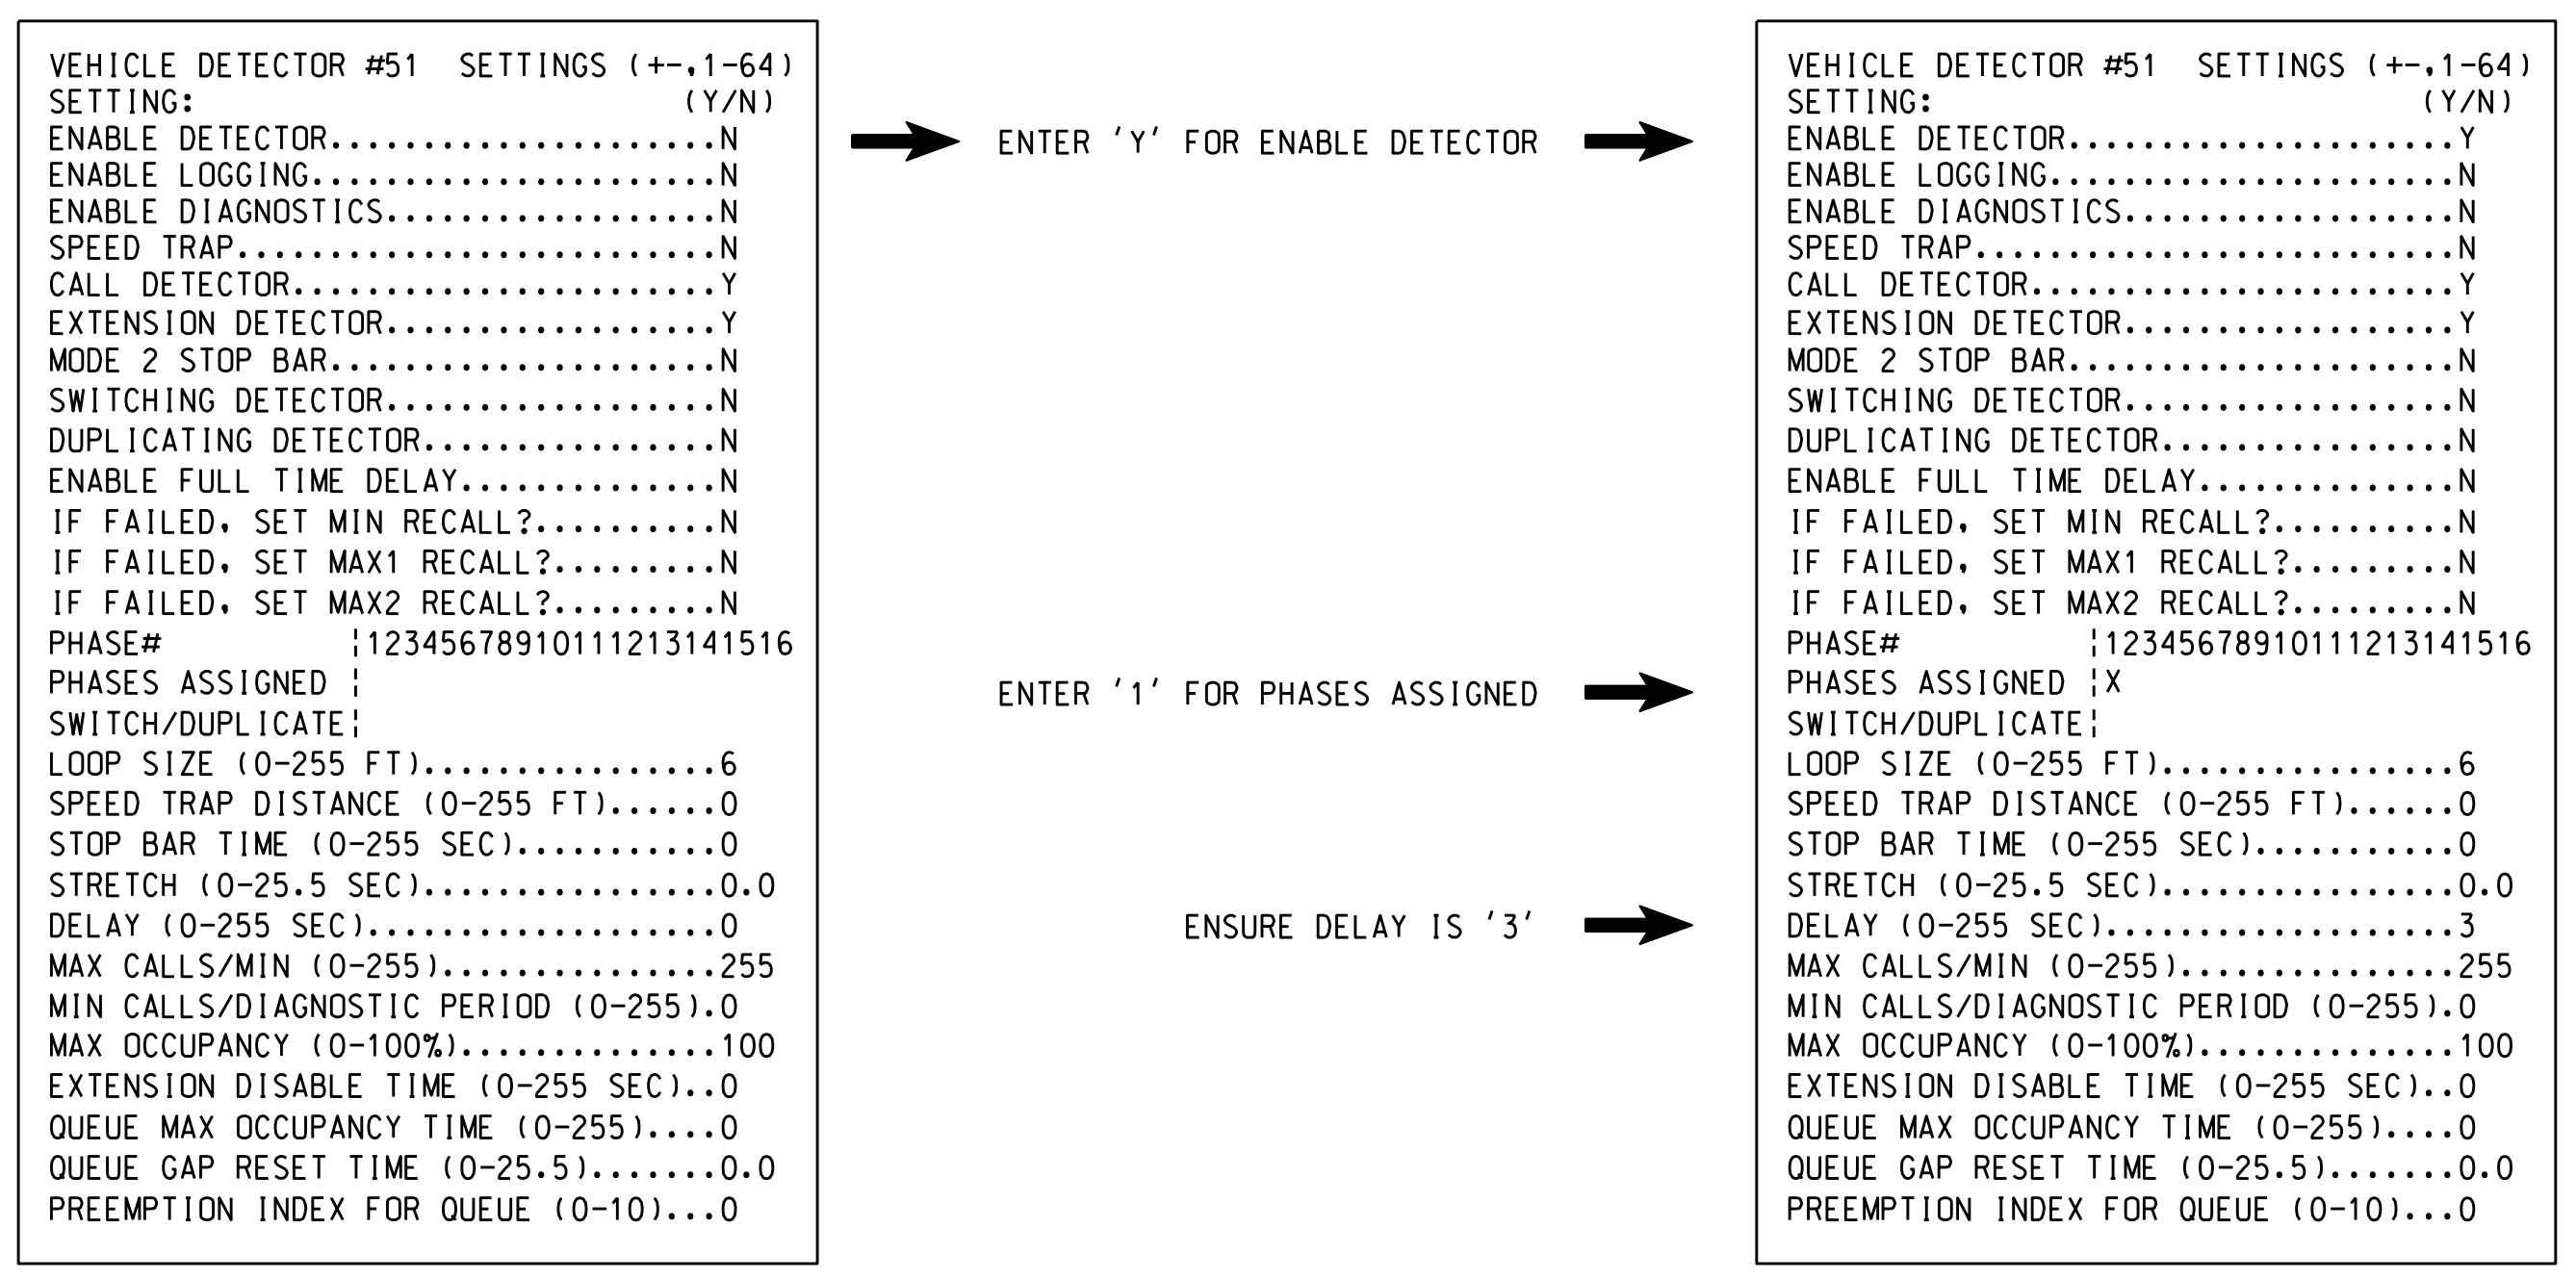 VEHICLE DETECTOR #51 SETTINGS (+-,1-64)
SETTING: (Y/N)
ENABLE DETECTOR.....................N
ENABLE LOGGING......................N
ENABLE DIAGNOSTICS..................N
SPEED TRAP..........................N
CALL DETECTOR.......................Y
EXTENSION DETECTOR..................Y
MODE 2 STOP BAR.....................N
SWITCHING DETECTOR..................N
DUPLICATING DETECTOR................N
ENABLE FULL TIME DELAY..............N
IF FAILED, SET MIN RECALL?..........N
IF FAILED, SET MAX1 RECALL?.........N
IF FAILED, SET MAX2 RECALL?.........N
PHASE# ¦12345678910111213141516
PHASES ASSIGNED ¦
SWITCH/DUPLICATE¦
LOOP SIZE (0-255 FT)................6
SPEED TRAP DISTANCE (0-255 FT)......0
STOP BAR TIME (0-255 SEC)...........0
STRETCH (0-25.5 SEC)................0.0
DELAY (0-255 SEC)...................0
MAX CALLS/MIN (0-255)...............255
MIN CALLS/DIAGNOSTIC PERIOD (0-255).0
MAX OCCUPANCY (0-100%)..............100
EXTENSION DISABLE TIME (0-255 SEC)..0
QUEUE MAX OCCUPANCY TIME (0-255)....0
QUEUE GAP RESET TIME (0-25.5).......0.0
PREEMPTION INDEX FOR QUEUE (0-10)...0
ENTER 'Y' FOR ENABLE DETECTOR
ENTER '1' FOR PHASES ASSIGNED
ENSURE DELAY IS '3'
VEHICLE DETECTOR #51 SETTINGS (+-,1-64)
SETTING: (Y/N)
ENABLE DETECTOR.....................Y
ENABLE LOGGING......................N
ENABLE DIAGNOSTICS..................N
SPEED TRAP..........................N
CALL DETECTOR.......................Y
EXTENSION DETECTOR..................Y
MODE 2 STOP BAR.....................N
SWITCHING DETECTOR..................N
DUPLICATING DETECTOR................N
ENABLE FULL TIME DELAY..............N
IF FAILED, SET MIN RECALL?..........N
IF FAILED, SET MAX1 RECALL?.........N
IF FAILED, SET MAX2 RECALL?.........N
PHASE# ¦12345678910111213141516
PHASES ASSIGNED ¦X
SWITCH/DUPLICATE¦
LOOP SIZE (0-255 FT)................6
SPEED TRAP DISTANCE (0-255 FT)......0
STOP BAR TIME (0-255 SEC)...........0
STRETCH (0-25.5 SEC)................0.0
DELAY (0-255 SEC)...................3
MAX CALLS/MIN (0-255)...............255
MIN CALLS/DIAGNOSTIC PERIOD (0-255).0
MAX OCCUPANCY (0-100%)..............100
EXTENSION DISABLE TIME (0-255 SEC)..0
QUEUE MAX OCCUPANCY TIME (0-255)....0
QUEUE GAP RESET TIME (0-25.5).......0.0
PREEMPTION INDEX FOR QUEUE (0-10)...0